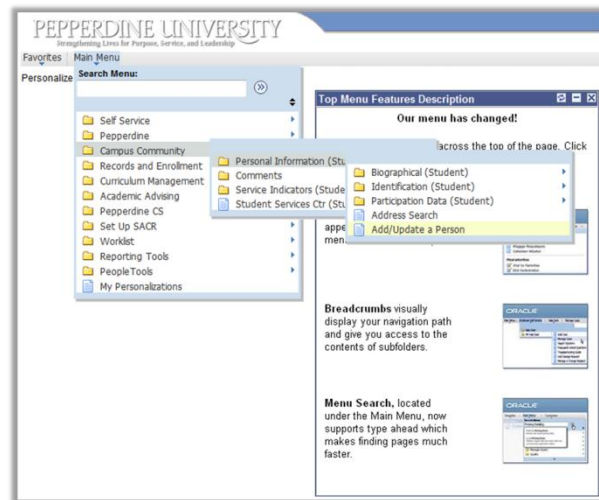 PEPPERDINE UNIVERSITY
Strengthening Lives for Purpose, Service, and Leadership
Favorites Main Menu
Personalize
Search Menu:
Self Service
Pepperdine
Campus Community
Records and Enrollment
Curriculum Management
Academic Advising
Pepperdine CS
Set Up SACR
Worklist
Reporting Tools
PeopleTools
My Personalizations
Personal Information (Stu
Comments
Service Indicators (Stude
Student Services Ctr (Stu
Biographical (Student)
Identification (Student)
Participation Data (Student)
Address Search
Add/Update a Person
Top Menu Features Description
Our menu has changed!
across the top of the page. Click
appe
men
Breadcrumbs visually
display your navigation path
and give you access to the
contents of subfolders.
ORACLE
Menu Search, located
under the Main Menu, now
supports type ahead which
makes finding pages much
faster.
ORACLE